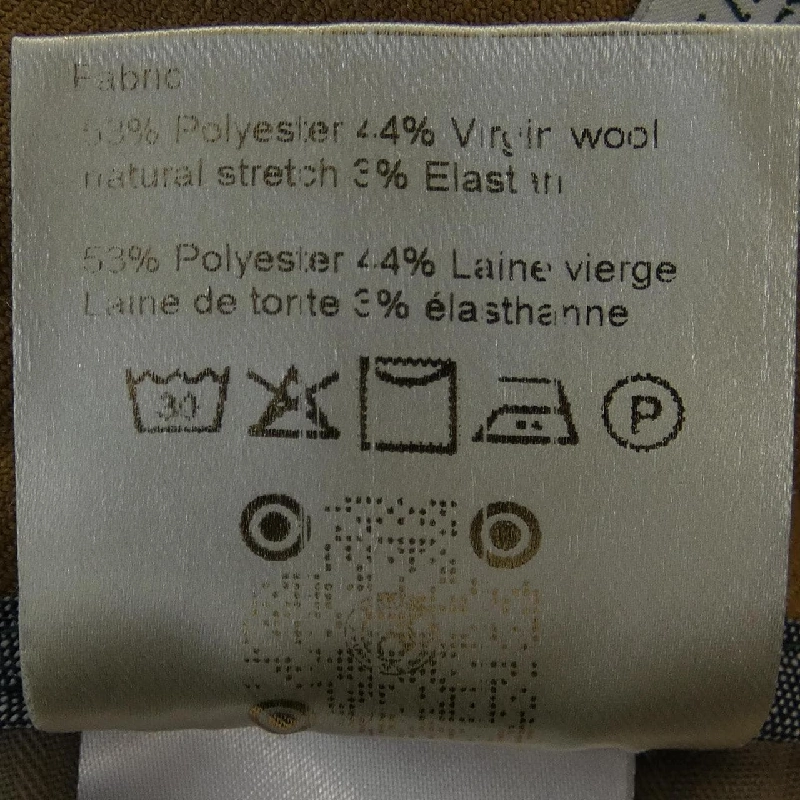 Fabric
53% Polyester 44% Virgin wool
natural stretch 3% Elastan
53% Polyester 44% Laine vierge
Laine de tonte 3% élasthanne
30
P